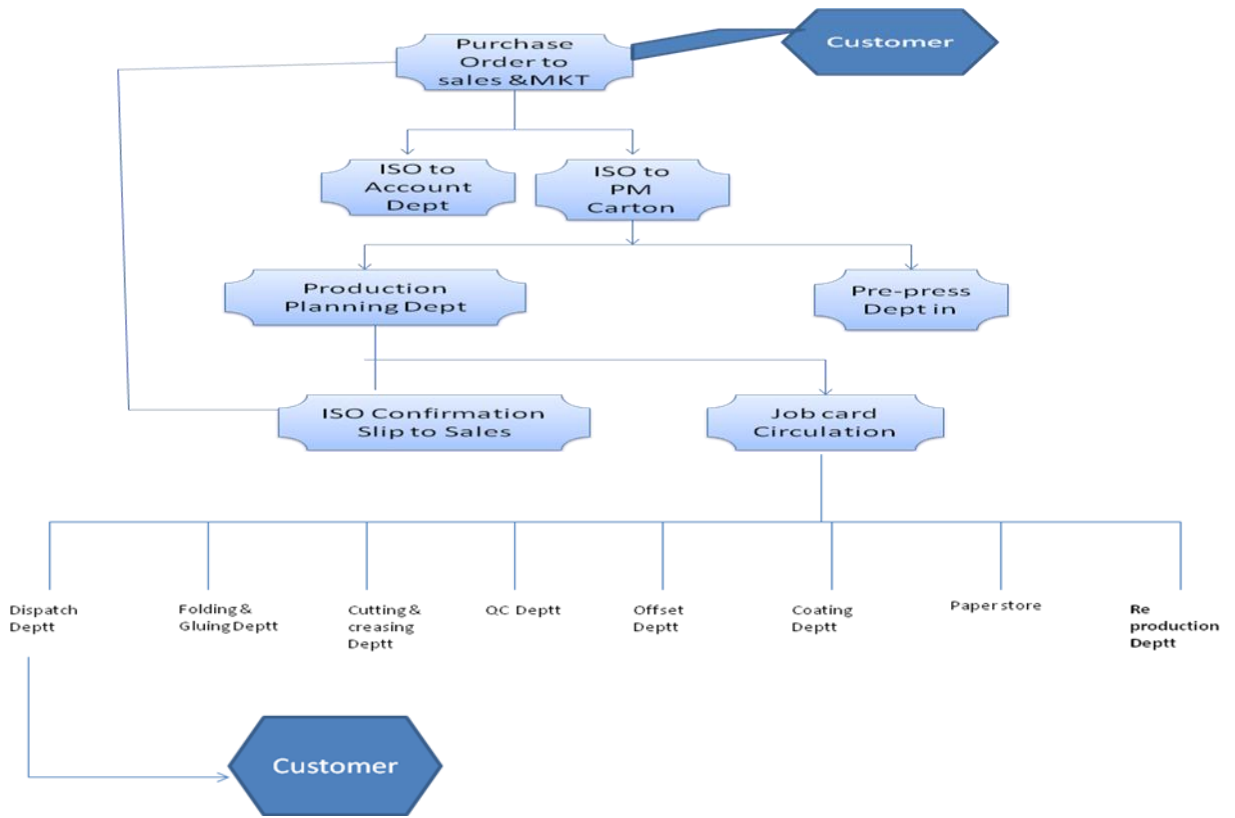 Customer
Purchase
Order to
sales &MKT
ISO to
Account
Dept
ISO to
PM
Carton
Production
Planning Dept
Pre-press
Dept in
ISO Confirmation
Slip to Sales
Job card
Circulation
Dispatch
Deptt
Folding &
Gluing Deptt
Cutting &
creasing
Deptt
QC Deptt
Offset
Deptt
Coating
Deptt
Paper store
Re
production
Deptt
Customer